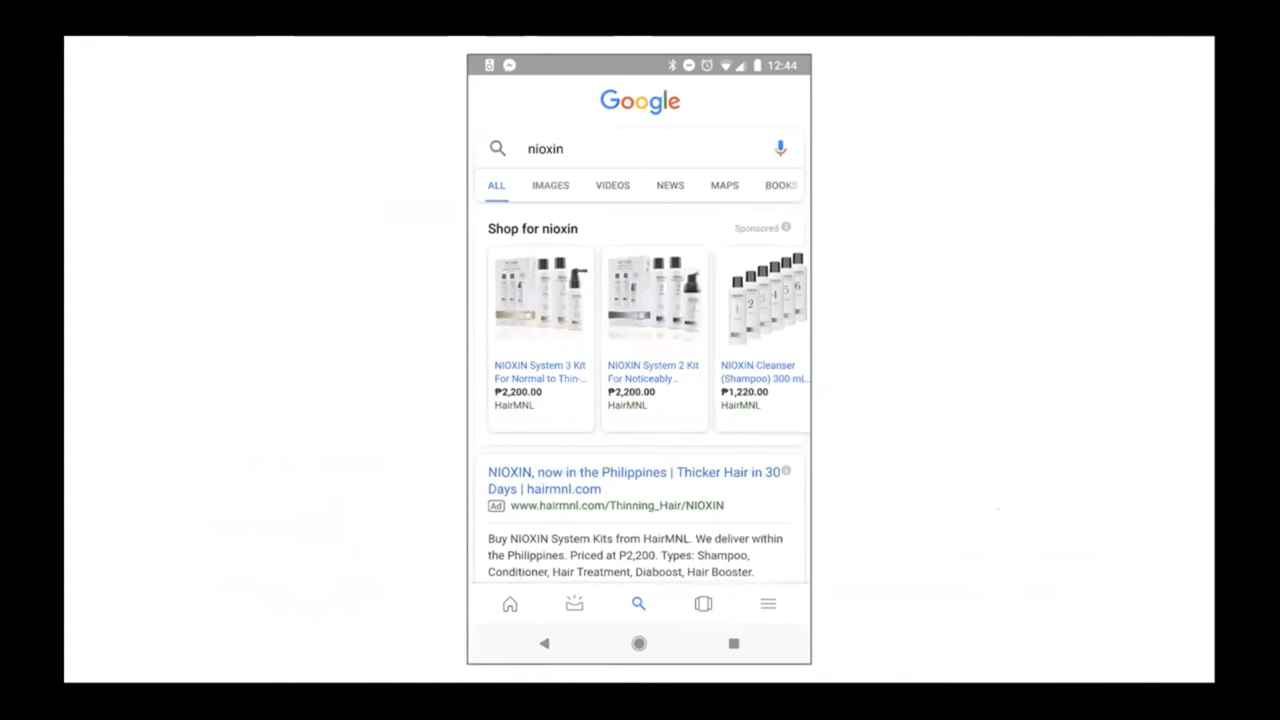 12:44
Google
nioxin
ALL IMAGES VIDEOS NEWS MAPS BOOKS
Shop for nioxin Sponsored
NIOXIN System 3 Kit
For Normal to Thin-...
₱2,200.00
HairMNL
NIOXIN System 2 Kit
For Noticeably...
₱2,200.00
HairMNL
NIOXIN Cleanser
(Shampoo) 300 mL...
₱1,220.00
HairMNL
NIOXIN, now in the Philippines | Thicker Hair in 30
Days | hairmnl.com
Ad www.hairmnl.com/Thinning_Hair/NIOXIN
Buy NIOXIN System Kits from HairMNL. We deliver within
the Philippines. Priced at P2,200. Types: Shampoo,
Conditioner, Hair Treatment, Diaboost, Hair Booster.